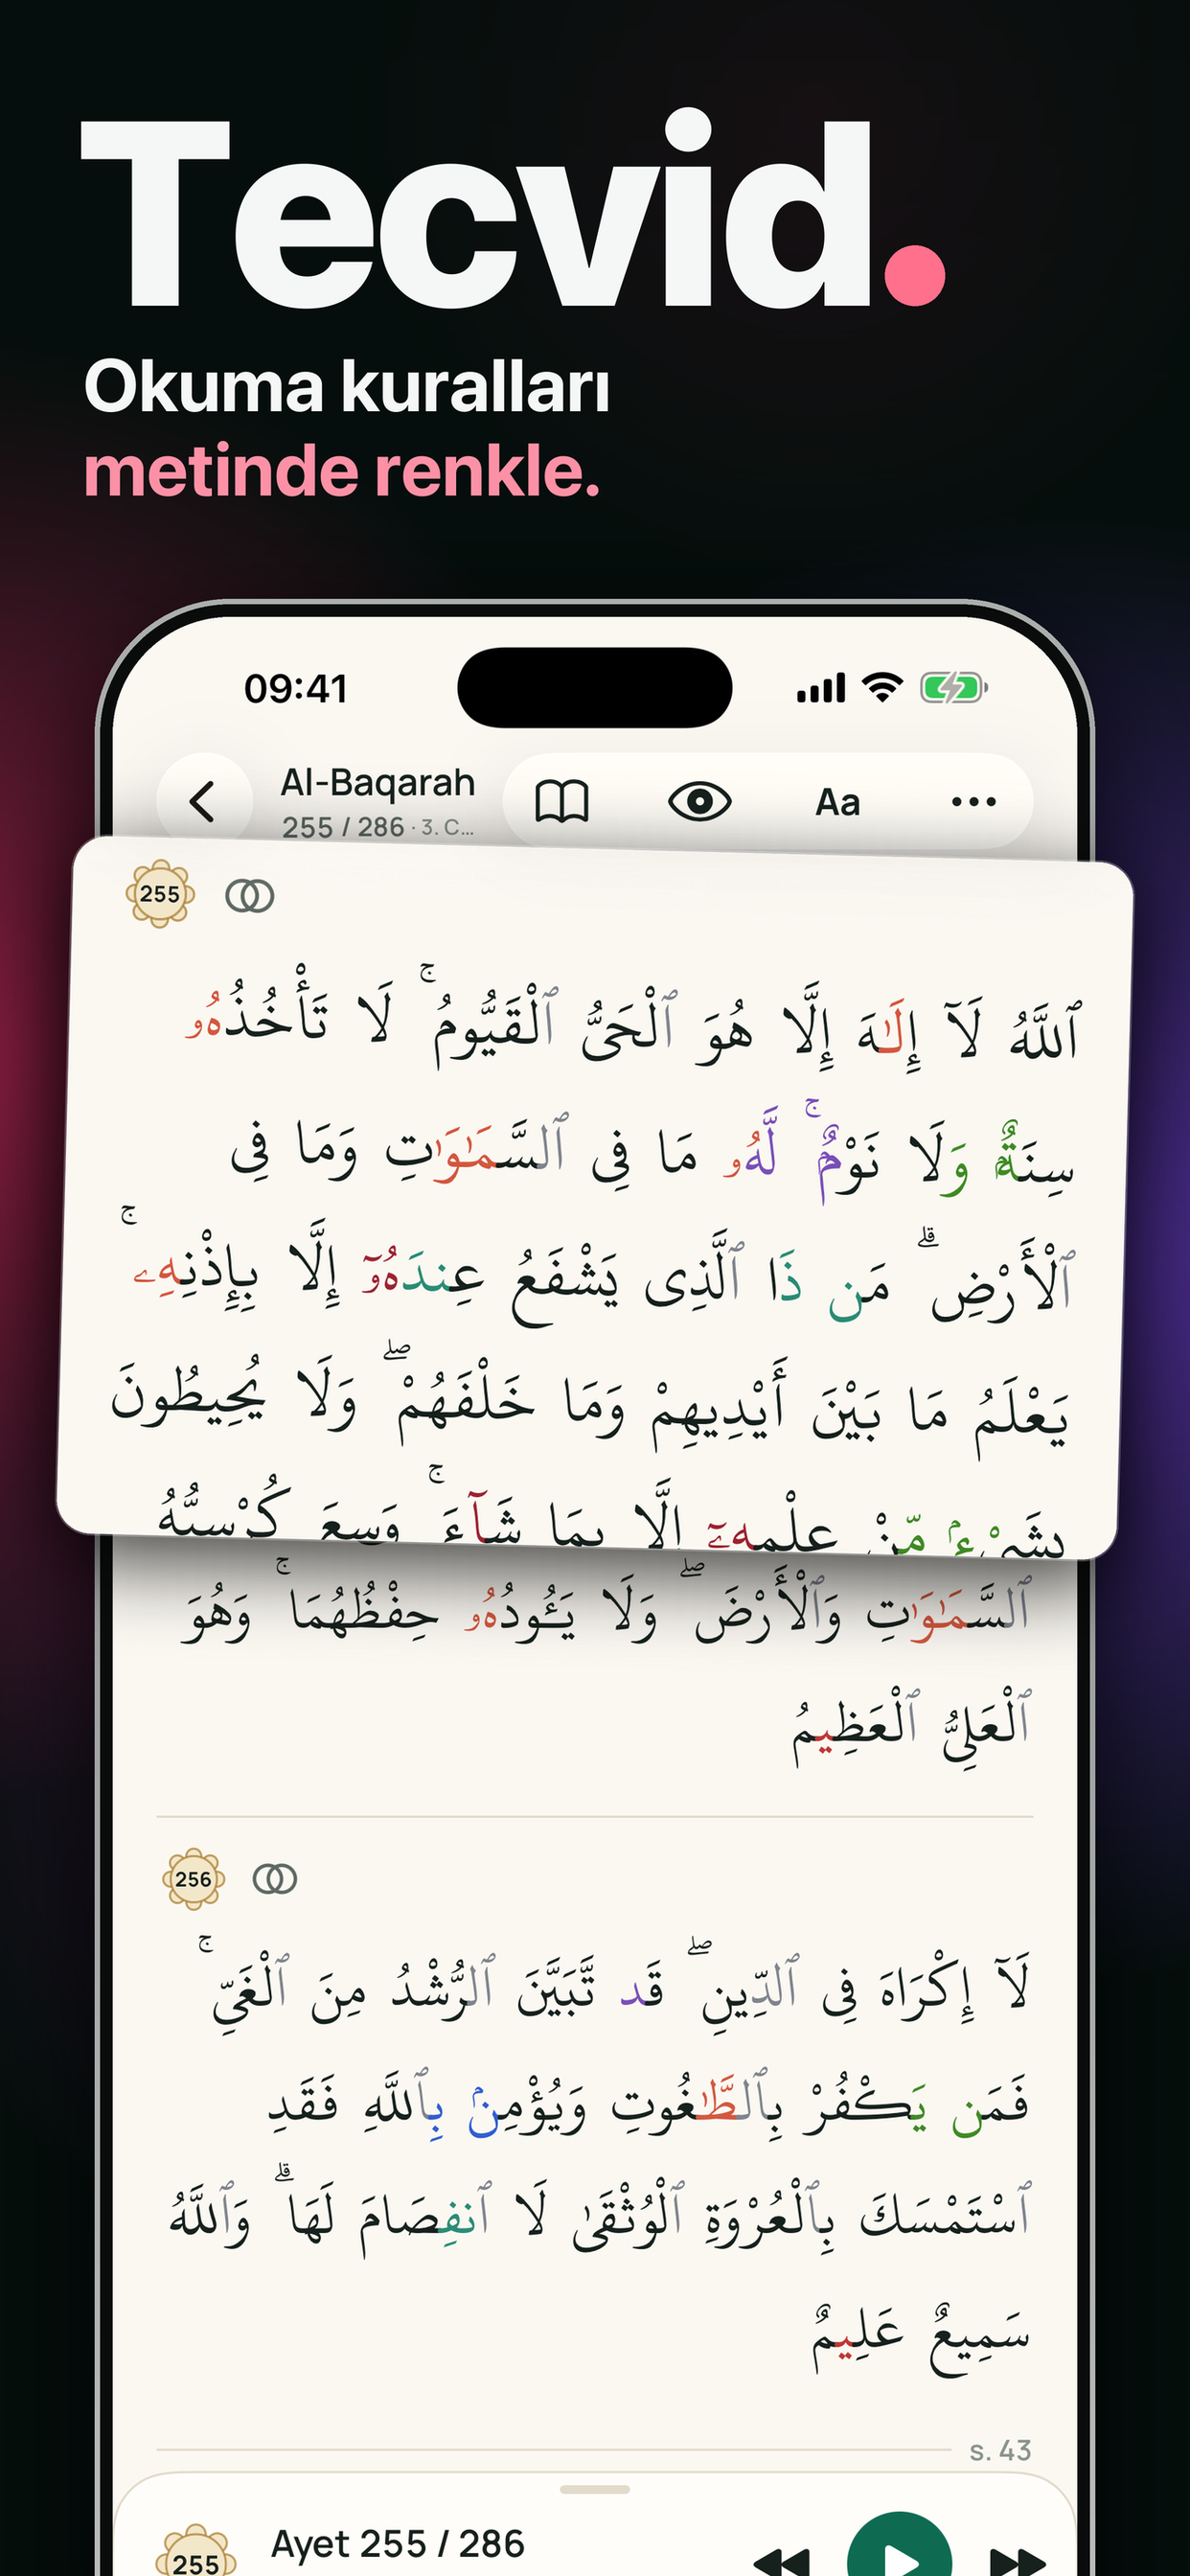 Tecvid.
Okuma kuralları
metinde renkle.
09:41
Al-Baqarah
255 / 286 · 3. C...
Aa
255
ٱللَّهُ لَآ إِلَـٰهَ إِلَّا هُوَ ٱلْحَىُّ ٱلْقَيُّومُ ۚ لَا تَأْخُذُهُۥ
سِنَةٌ وَلَا نَوْمٌ ۚ لَّهُۥ مَا فِى ٱلسَّمَـٰوَٰتِ وَمَا فِى
ٱلْأَرْضِ ۗ مَن ذَا ٱلَّذِى يَشْفَعُ عِندَهُۥٓ إِلَّا بِإِذْنِهِۦ ۚ
يَعْلَمُ مَا بَيْنَ أَيْدِيهِمْ وَمَا خَلْفَهُمْ ۖ وَلَا يُحِيطُونَ
بِشَىْءٍ مِّنْ عِلْمِهِۦٓ إِلَّا بِمَا شَآءَ ۚ وَسِعَ كُرْسِيُّهُ
ٱلسَّمَـٰوَٰتِ وَٱلْأَرْضَ ۖ وَلَا يَـُٔودُهُۥ حِفْظُهُمَا ۚ وَهُوَ
ٱلْعَلِىُّ ٱلْعَظِيمُ
256
لَآ إِكْرَاهَ فِى ٱلدِّينِ ۖ قَد تَّبَيَّنَ ٱلرُّشْدُ مِنَ ٱلْغَىِّ ۚ
فَمَن يَكْفُرْ بِٱلطَّـٰغُوتِ وَيُؤْمِنۢ بِٱللَّهِ فَقَدِ
ٱسْتَمْسَكَ بِٱلْعُرْوَةِ ٱلْوُثْقَىٰ لَا ٱنفِصَامَ لَهَا ۗ وَٱللَّهُ
سَمِيعٌ عَلِيمٌ
s. 43
255
Ayet 255 / 286